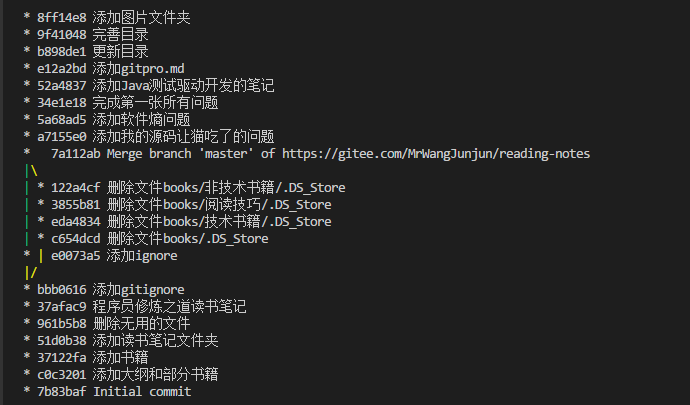 * 8ff14e8 添加图片文件夹
* 9f41048 完善目录
* b898de1 更新目录
* e12a2bd 添加gitpro.md
* 52a4837 添加Java测试驱动开发的笔记
* 34e1e18 完成第一张所有问题
* 5a68ad5 添加软件熵问题
* a7155e0 添加我的源码让猫吃了的问题
*   7a112ab Merge branch 'master' of https://gitee.com/MrWangJunjun/reading-notes
|\
| * 122a4cf 删除文件books/非技术书籍/.DS_Store
| * 3855b81 删除文件books/阅读技巧/.DS_Store
| * eda4834 删除文件books/技术书籍/.DS_Store
| * c654dcd 删除文件books/.DS_Store
* | e0073a5 添加ignore
|/
* bbb0616 添加gitignore
* 37afac9 程序员修炼之道读书笔记
* 961b5b8 删除无用的文件
* 51d0b38 添加读书笔记文件夹
* 37122fa 添加书籍
* c0c3201 添加大纲和部分书籍
* 7b83baf Initial commit